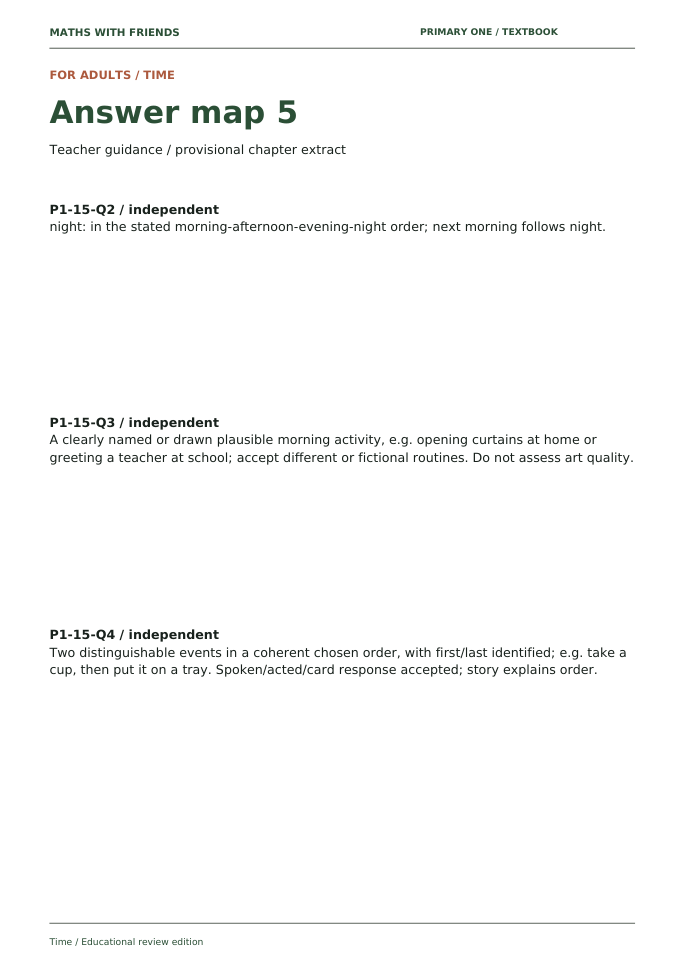 MATHS WITH FRIENDS
PRIMARY ONE / TEXTBOOK
FOR ADULTS / TIME
Answer map 5
Teacher guidance / provisional chapter extract
P1-15-Q2 / independent
night: in the stated morning-afternoon-evening-night order; next morning follows night.
P1-15-Q3 / independent
A clearly named or drawn plausible morning activity, e.g. opening curtains at home or
greeting a teacher at school; accept different or fictional routines. Do not assess art quality.
P1-15-Q4 / independent
Two distinguishable events in a coherent chosen order, with first/last identified; e.g. take a
cup, then put it on a tray. Spoken/acted/card response accepted; story explains order.
Time / Educational review edition